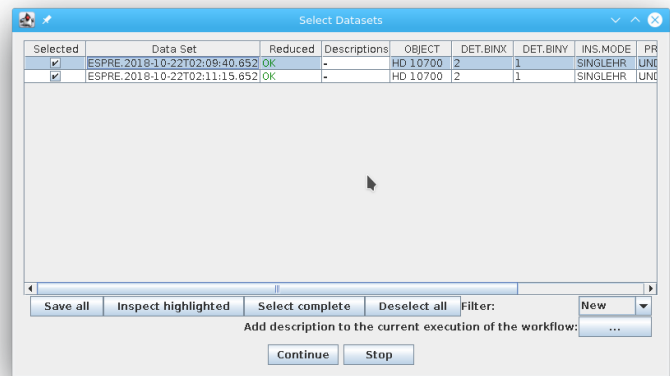 Select Datasets
Selected Data Set Reduced Descriptions OBJECT DET.BINX DET.BINY INS.MODE PR
ESPRE.2018-10-22T02:09:40.652 OK - HD 10700 2 1 SINGLEHR UND
ESPRE.2018-10-22T02:11:15.652 OK - HD 10700 2 1 SINGLEHR UND
Save all Inspect highlighted Select complete Deselect all Filter: New
Add description to the current execution of the workflow: ...
Continue Stop